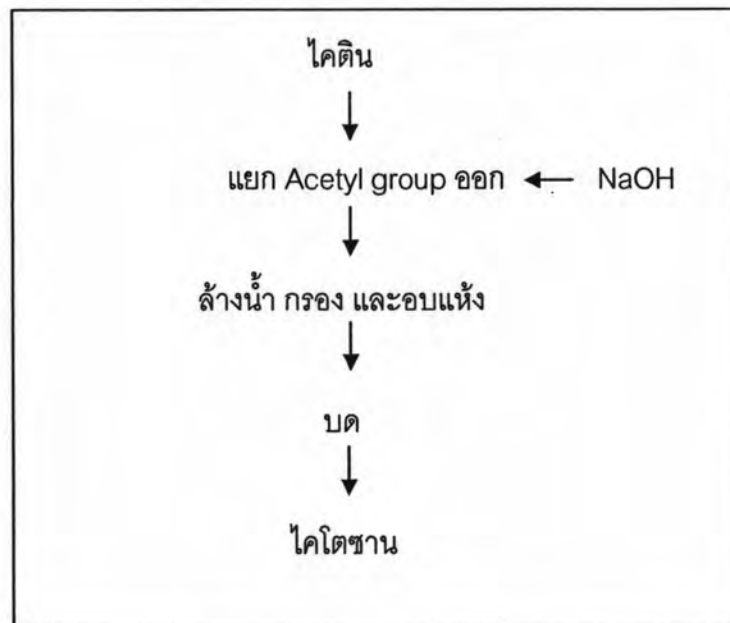 ไคติน
แยก Acetyl group ออก NaOH
ล้างน้ำ กรอง และอบแห้ง
บด
ไคโตซาน